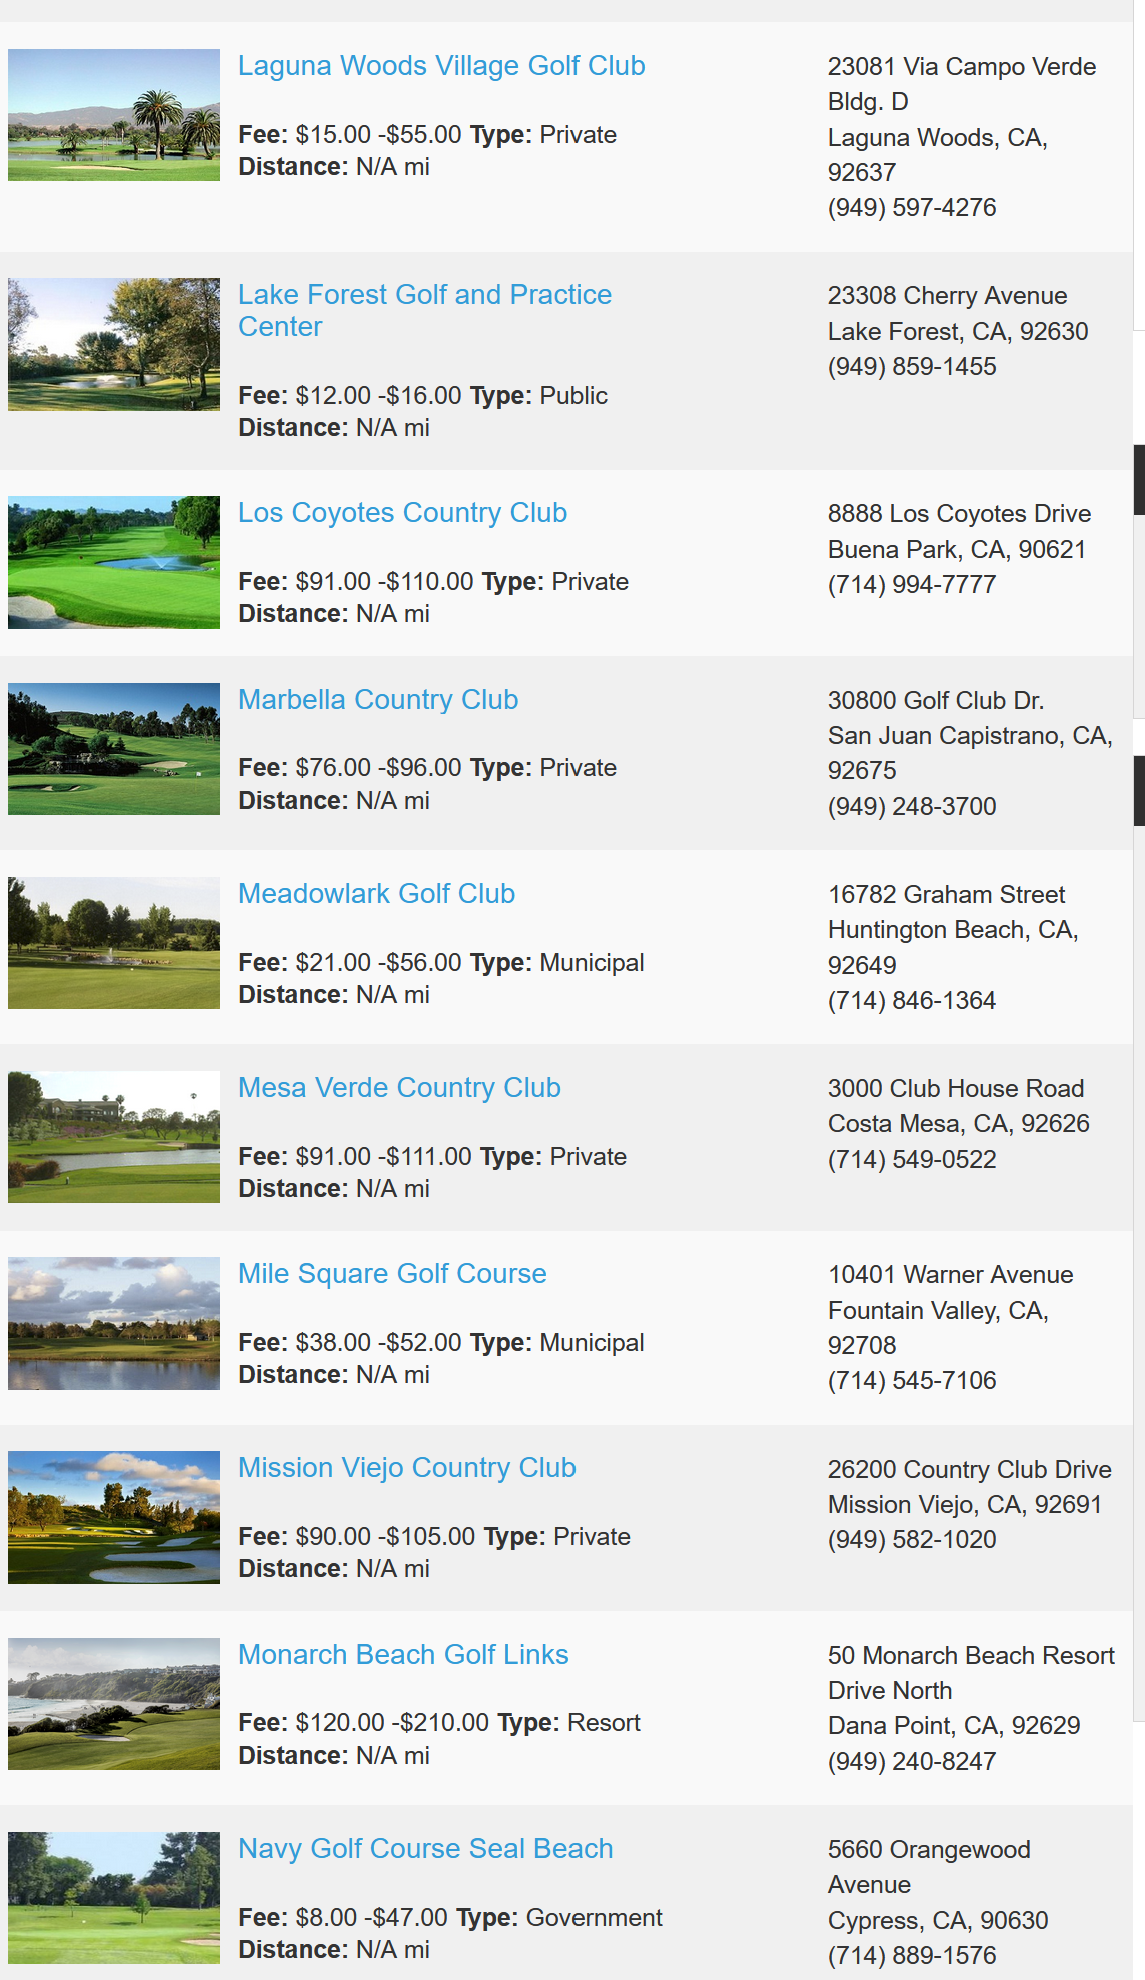 Laguna Woods Village Golf Club
Fee: $15.00 -$55.00 Type: Private
Distance: N/A mi
23081 Via Campo Verde
Bldg. D
Laguna Woods, CA,
92637
(949) 597-4276
Lake Forest Golf and Practice
Center
Fee: $12.00 -$16.00 Type: Public
Distance: N/A mi
23308 Cherry Avenue
Lake Forest, CA, 92630
(949) 859-1455
Los Coyotes Country Club
Fee: $91.00 -$110.00 Type: Private
Distance: N/A mi
8888 Los Coyotes Drive
Buena Park, CA, 90621
(714) 994-7777
Marbella Country Club
Fee: $76.00 -$96.00 Type: Private
Distance: N/A mi
30800 Golf Club Dr.
San Juan Capistrano, CA,
92675
(949) 248-3700
Meadowlark Golf Club
Fee: $21.00 -$56.00 Type: Municipal
Distance: N/A mi
16782 Graham Street
Huntington Beach, CA,
92649
(714) 846-1364
Mesa Verde Country Club
Fee: $91.00 -$111.00 Type: Private
Distance: N/A mi
3000 Club House Road
Costa Mesa, CA, 92626
(714) 549-0522
Mile Square Golf Course
Fee: $38.00 -$52.00 Type: Municipal
Distance: N/A mi
10401 Warner Avenue
Fountain Valley, CA,
92708
(714) 545-7106
Mission Viejo Country Club
Fee: $90.00 -$105.00 Type: Private
Distance: N/A mi
26200 Country Club Drive
Mission Viejo, CA, 92691
(949) 582-1020
Monarch Beach Golf Links
Fee: $120.00 -$210.00 Type: Resort
Distance: N/A mi
50 Monarch Beach Resort
Drive North
Dana Point, CA, 92629
(949) 240-8247
Navy Golf Course Seal Beach
Fee: $8.00 -$47.00 Type: Government
Distance: N/A mi
5660 Orangewood
Avenue
Cypress, CA, 90630
(714) 889-1576